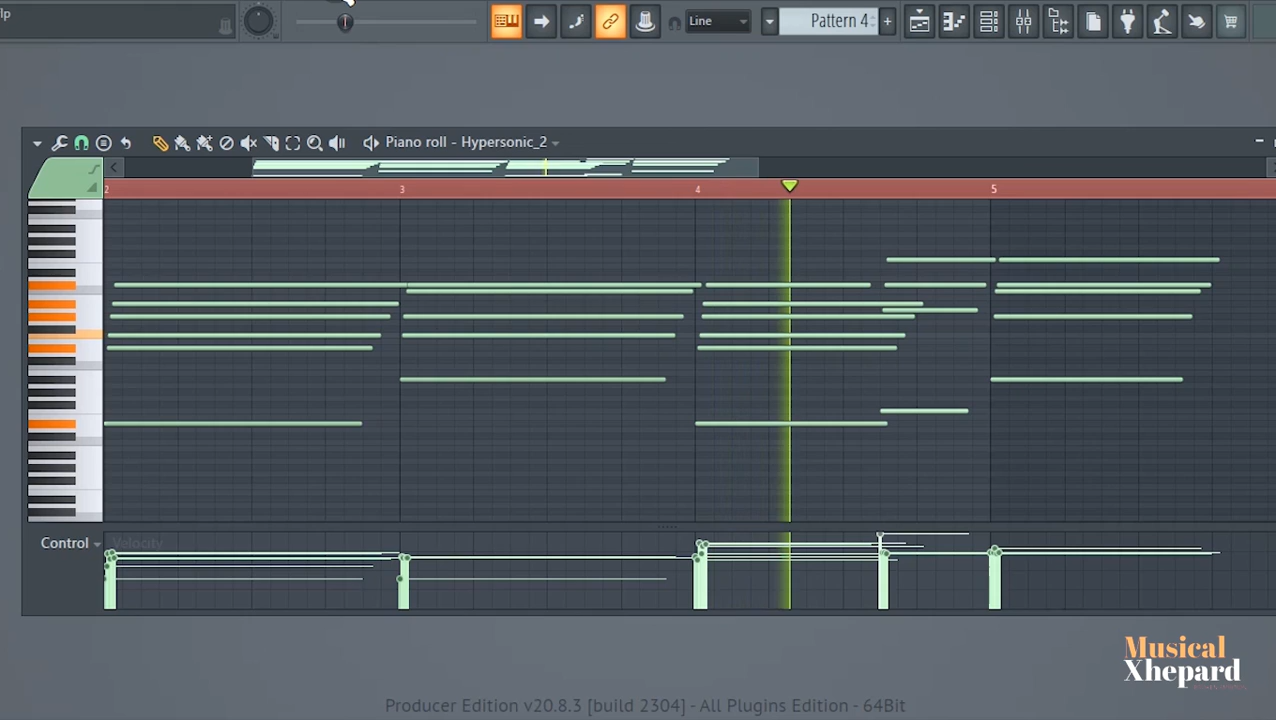 lp
Line
Pattern 4
+
Piano roll - Hypersonic_2
2
3
4
5
Control
Velocity
Musical
Xhepard
Producer Edition v20.8.3 [build 2304] - All Plugins Edition - 64Bit